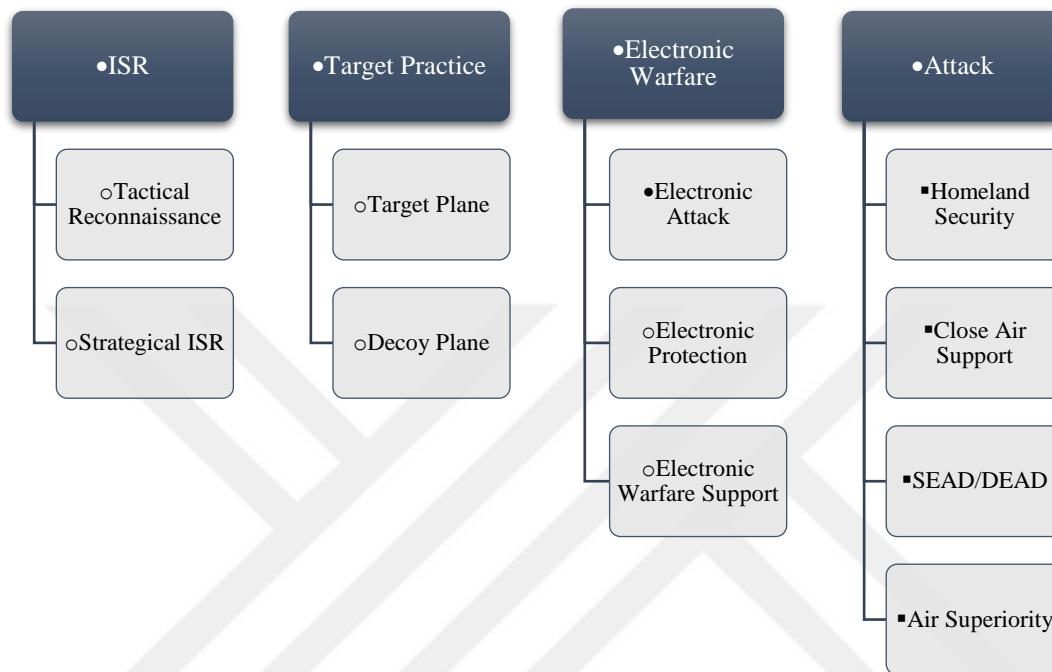 •ISR
○Tactical
Reconnaissance
○Strategical ISR
•Target Practice
○Target Plane
○Decoy Plane
•Electronic
Warfare
•Electronic
Attack
○Electronic
Protection
○Electronic
Warfare Support
•Attack
▪Homeland
Security
▪Close Air
Support
▪SEAD/DEAD
▪Air Superiority